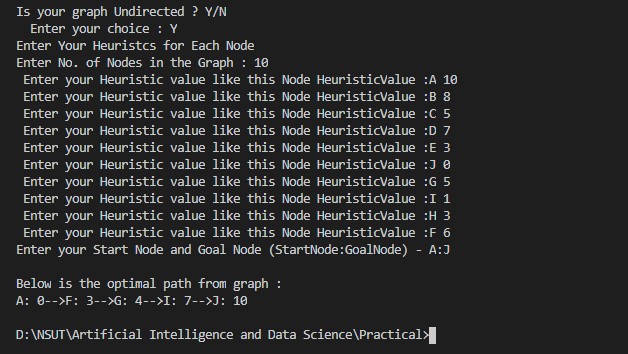 Is your graph Undirected ? Y/N
Enter your choice : Y
Enter Your Heuristcs for Each Node
Enter No. of Nodes in the Graph : 10
Enter your Heuristic value like this Node HeuristicValue :A 10
Enter your Heuristic value like this Node HeuristicValue :B 8
Enter your Heuristic value like this Node HeuristicValue :C 5
Enter your Heuristic value like this Node HeuristicValue :D 7
Enter your Heuristic value like this Node HeuristicValue :E 3
Enter your Heuristic value like this Node HeuristicValue :J 0
Enter your Heuristic value like this Node HeuristicValue :G 5
Enter your Heuristic value like this Node HeuristicValue :I 1
Enter your Heuristic value like this Node HeuristicValue :H 3
Enter your Heuristic value like this Node HeuristicValue :F 6
Enter your Start Node and Goal Node (StartNode:GoalNode) - A:J
Below is the optimal path from graph :
A: 0-->F: 3-->G: 4-->I: 7-->J: 10
D:\NSUT\Artificial Intelligence and Data Science\Practical>